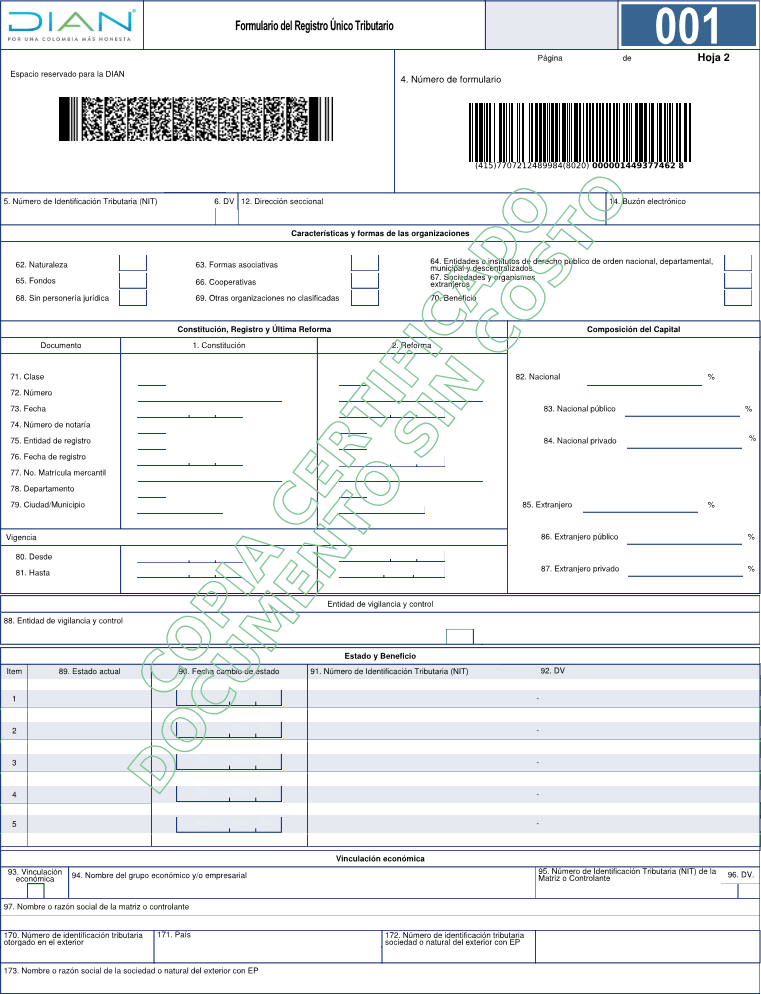 DIAN
POR UNA COLOMBIA MÁS HONESTA
Formulario del Registro Único Tributario
001
Página de Hoja 2
Espacio reservado para la DIAN
4. Número de formulario
(415)7707212489984(8020) 000001449377462 8
5. Número de Identificación Tributaria (NIT) 6. DV 12. Dirección seccional 14. Buzón electrónico
Características y formas de las organizaciones
62. Naturaleza 63. Formas asociativas 64. Entidades o institutos de derecho público de orden nacional, departamental,
municipal y descentralizados
65. Fondos 66. Cooperativas 67. Sociedades y organismos
extranjeros
68. Sin personería jurídica 69. Otras organizaciones no clasificadas 70. Beneficio
Constitución, Registro y Última Reforma Composición del Capital
Documento 1. Constitución 2. Reforma
71. Clase
72. Número
73. Fecha
74. Número de notaría
75. Entidad de registro
76. Fecha de registro
77. No. Matrícula mercantil
78. Departamento
79. Ciudad/Municipio
82. Nacional %
83. Nacional público %
84. Nacional privado %
85. Extranjero %
86. Extranjero público %
87. Extranjero privado %
Vigencia
80. Desde
81. Hasta
Entidad de vigilancia y control
88. Entidad de vigilancia y control
Estado y Beneficio
Item 89. Estado actual 90. Fecha cambio de estado 91. Número de Identificación Tributaria (NIT) 92. DV
1 -
2 -
3 -
4 -
5 -
Vinculación económica
93. Vinculación
económica
94. Nombre del grupo económico y/o empresarial
95. Número de Identificación Tributaria (NIT) de la
Matriz o Controlante
96. DV.
97. Nombre o razón social de la matriz o controlante
170. Número de identificación tributaria
otorgado en el exterior
171. País
172. Número de identificación tributaria
sociedad o natural del exterior con EP
173. Nombre o razón social de la sociedad o natural del exterior con EP
COPIA CERTIFICADO
DOCUMENTO SIN COSTO